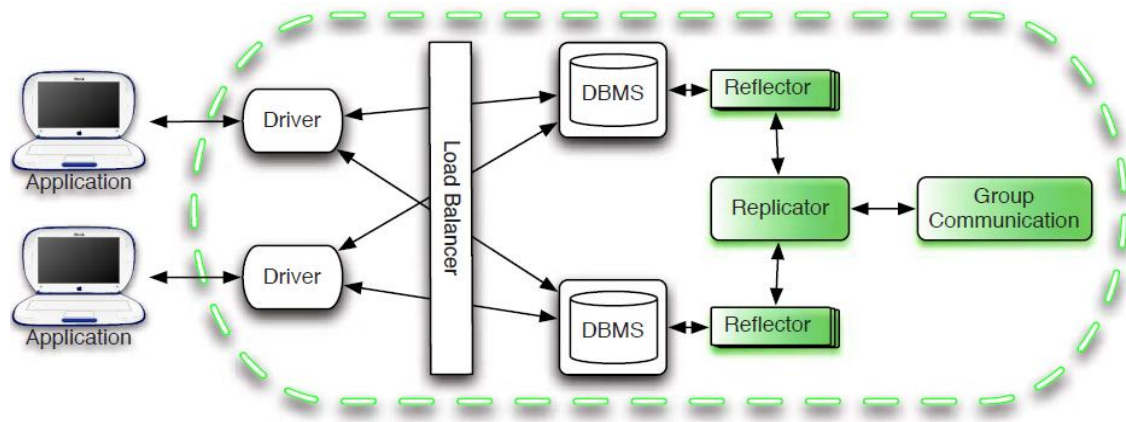 Application
Application
Driver
Driver
Load Balancer
DBMS
DBMS
Reflector
Replicator
Reflector
Group
Communication